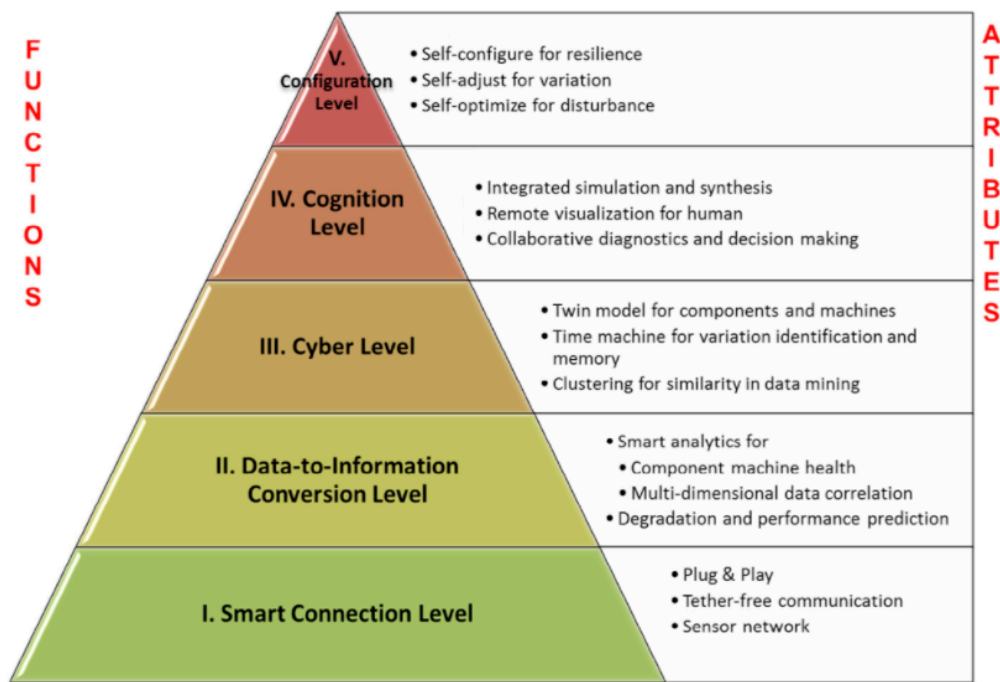 FUNCTIONS
ATTRIBUTES
V.
Configuration
Level
• Self-configure for resilience
• Self-adjust for variation
• Self-optimize for disturbance
IV. Cognition
Level
• Integrated simulation and synthesis
• Remote visualization for human
• Collaborative diagnostics and decision making
III. Cyber Level
• Twin model for components and machines
• Time machine for variation identification and
memory
• Clustering for similarity in data mining
II. Data-to-Information
Conversion Level
• Smart analytics for
• Component machine health
• Multi-dimensional data correlation
• Degradation and performance prediction
I. Smart Connection Level
• Plug & Play
• Tether-free communication
• Sensor network